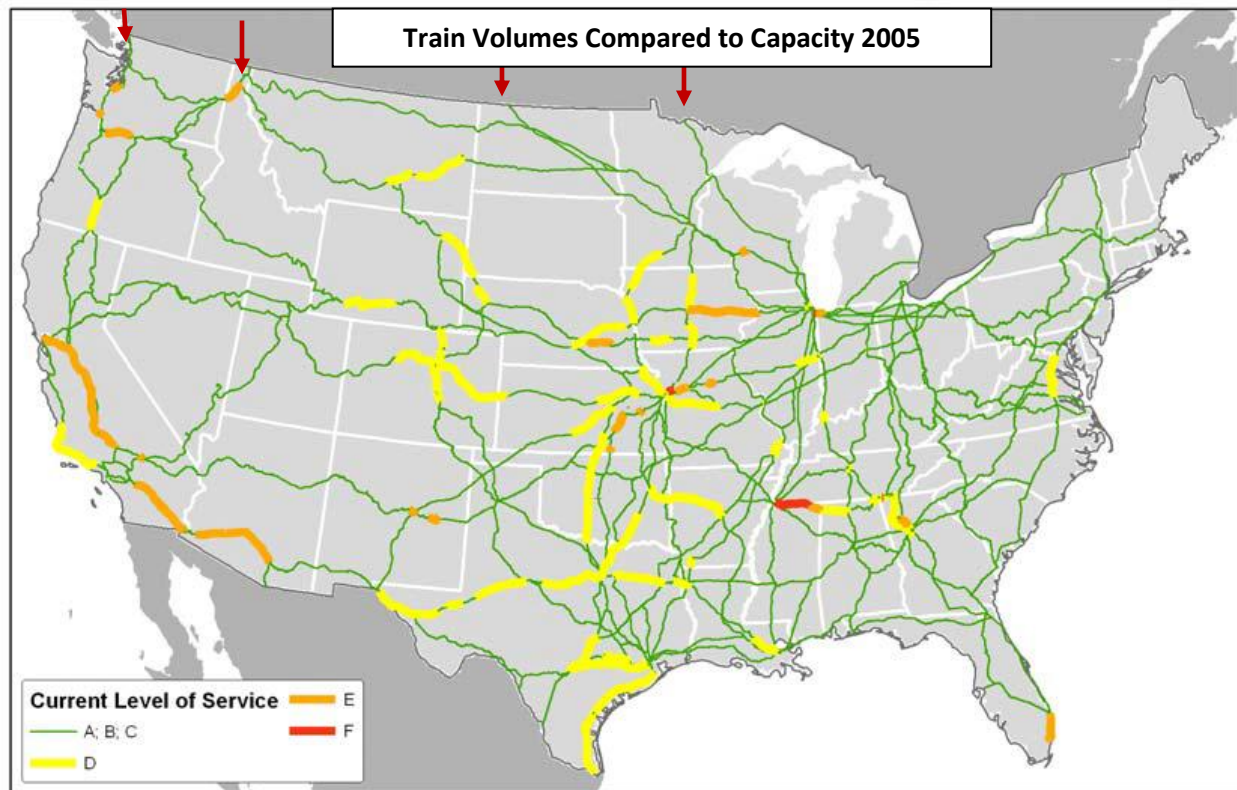 Train Volumes Compared to Capacity 2005
Current Level of Service
A; B; C
D
E
F